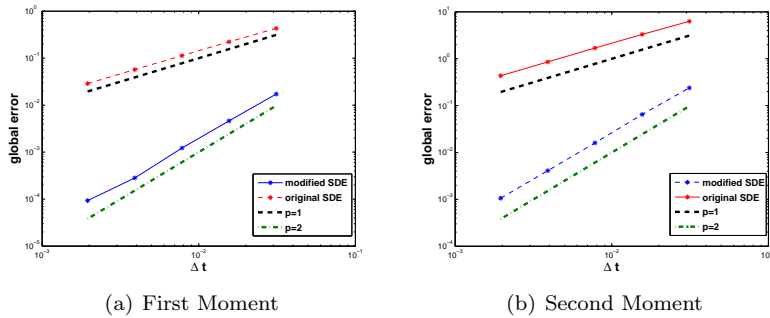 10^0
10^-1
10^-2
10^-3
10^-4
10^-5
global error
10^-3
10^-2
10^-1
Δ t
modified SDE
original SDE
p=1
p=2
(a) First Moment
10^1
10^0
10^-1
10^-2
10^-3
10^-4
global error
10^-3
10^-2
Δ t
modified SDE
original SDE
p=1
p=2
(b) Second Moment